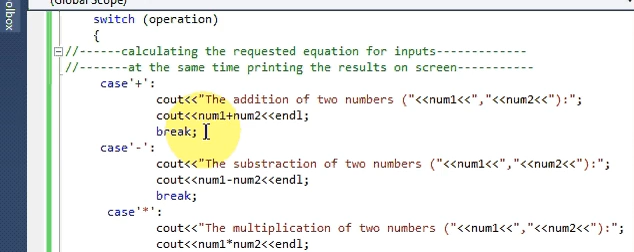 (Global Scope)
olbox
switch (operation)
{
//------calculating the requested equation for inputs-------------
//-------at the same time printing the results on screen-----------
case'+':
cout<<"The addition of two numbers ("<<num1<<","<<num2<<"):";
cout<<num1+num2<<endl;
break;
case'-':
cout<<"The substraction of two numbers ("<<num1<<","<<num2<<"):";
cout<<num1-num2<<endl;
break;
case'*':
cout<<"The multiplication of two numbers ("<<num1<<","<<num2<<"):";
cout<<num1*num2<<endl;